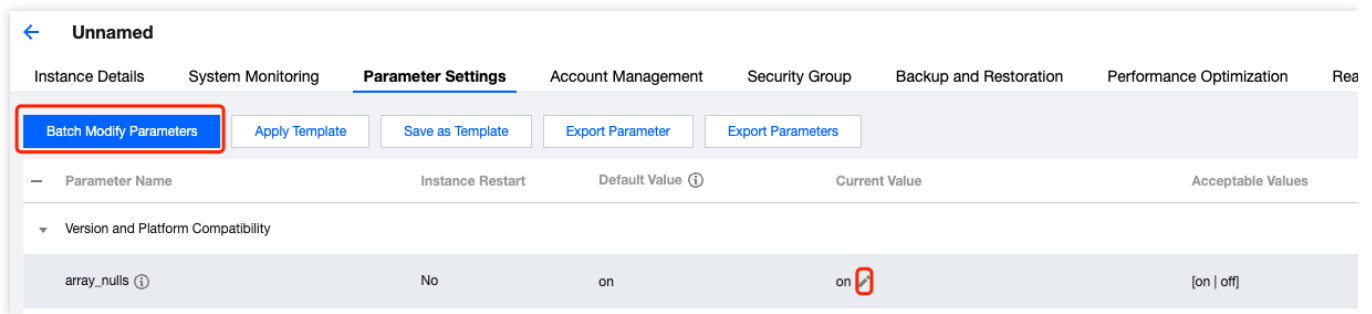 Unnamed
Instance Details System Monitoring Parameter Settings Account Management Security Group Backup and Restoration Performance Optimization Rea
Batch Modify Parameters Apply Template Save as Template Export Parameter Export Parameters
Parameter Name Instance Restart Default Value Current Value Acceptable Values
Version and Platform Compatibility
array_nulls No on on [on | off]